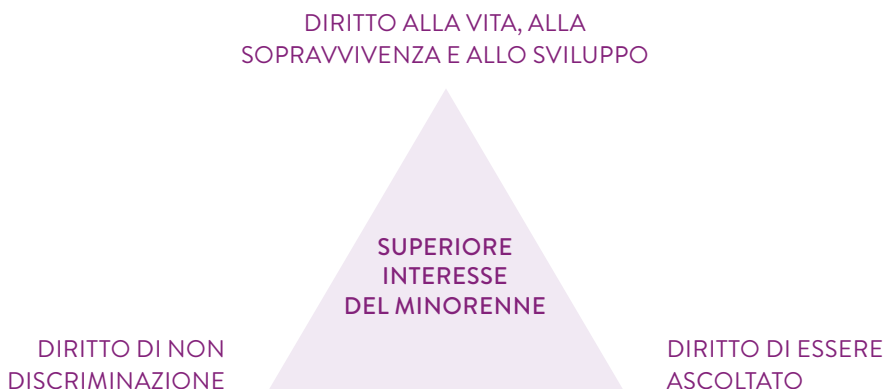 DIRITTO ALLA VITA, ALLA
SOPRAVVIVENZA E ALLO SVILUPPO
SUPERIORE
INTERESSE
DEL MINORENNE
DIRITTO DI NON
DISCRIMINAZIONE
DIRITTO DI ESSERE
ASCOLTATO